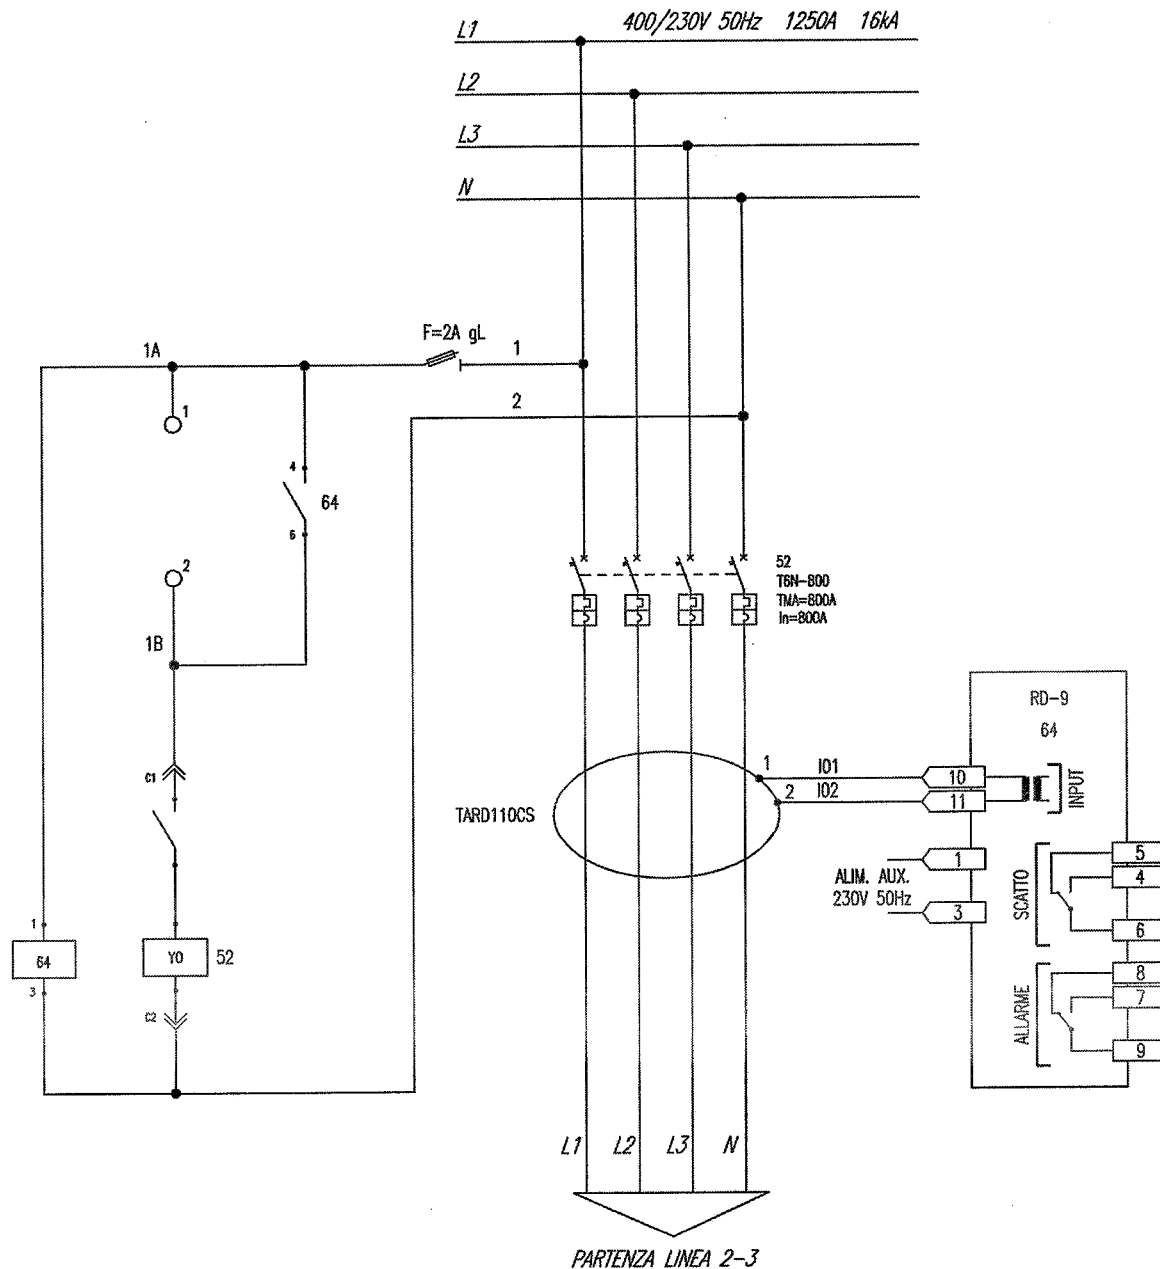 L1 400/230V 50Hz 1250A 16kA
L2
L3
N
F=2A gL
1A
1
2
1
4
64
6
2
1B
52
T6N-800
TMA=800A
In=800A
RD-9
64
C1
1 I01
2 I02
10
11
INPUT
TARD110CS
1
ALIM. AUX.
230V 50Hz
3
SCATTO
5
4
6
1
64
3
Y0 52
C2
ALLARME
8
7
9
L1 L2 L3 N
PARTENZA LINEA 2-3